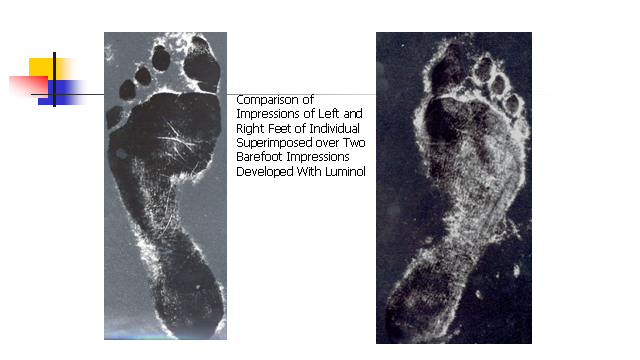 Comparison of
Impressions of Left and
Right Feet of Individual
Superimposed over Two
Barefoot Impressions
Developed With Luminol